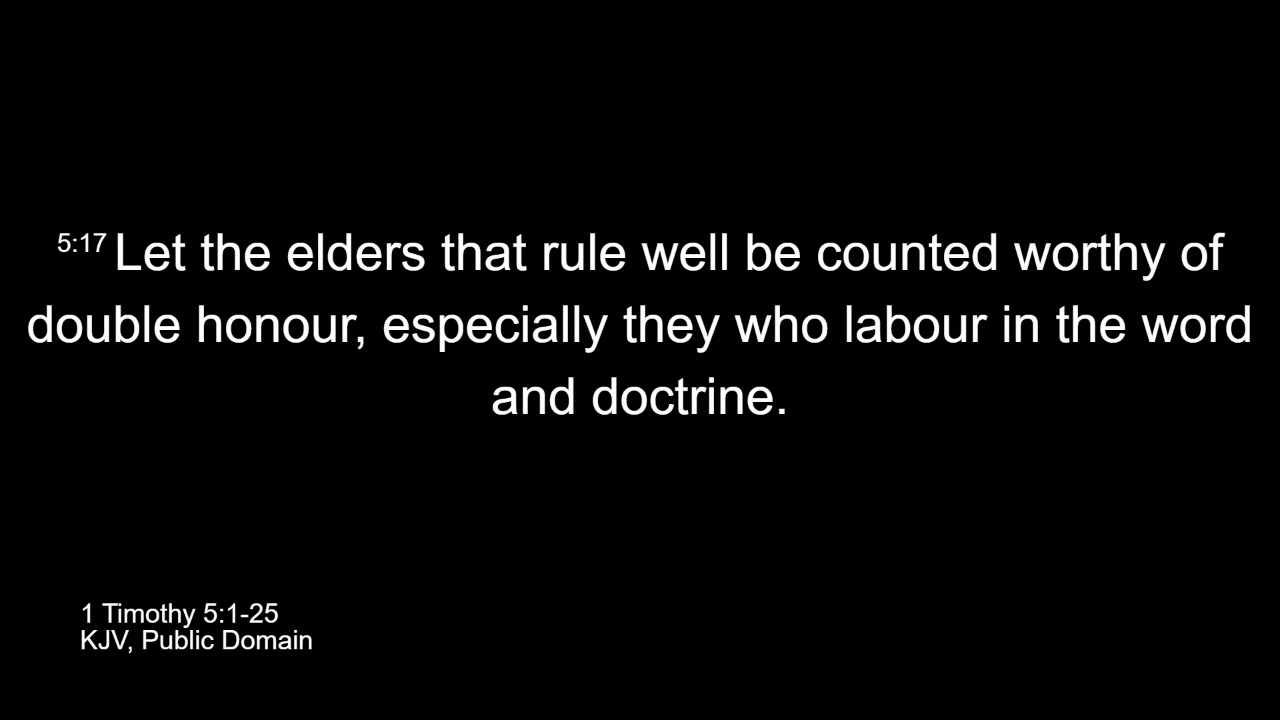 5:17 Let the elders that rule well be counted worthy of
double honour, especially they who labour in the word
and doctrine.
1 Timothy 5:1-25
KJV, Public Domain